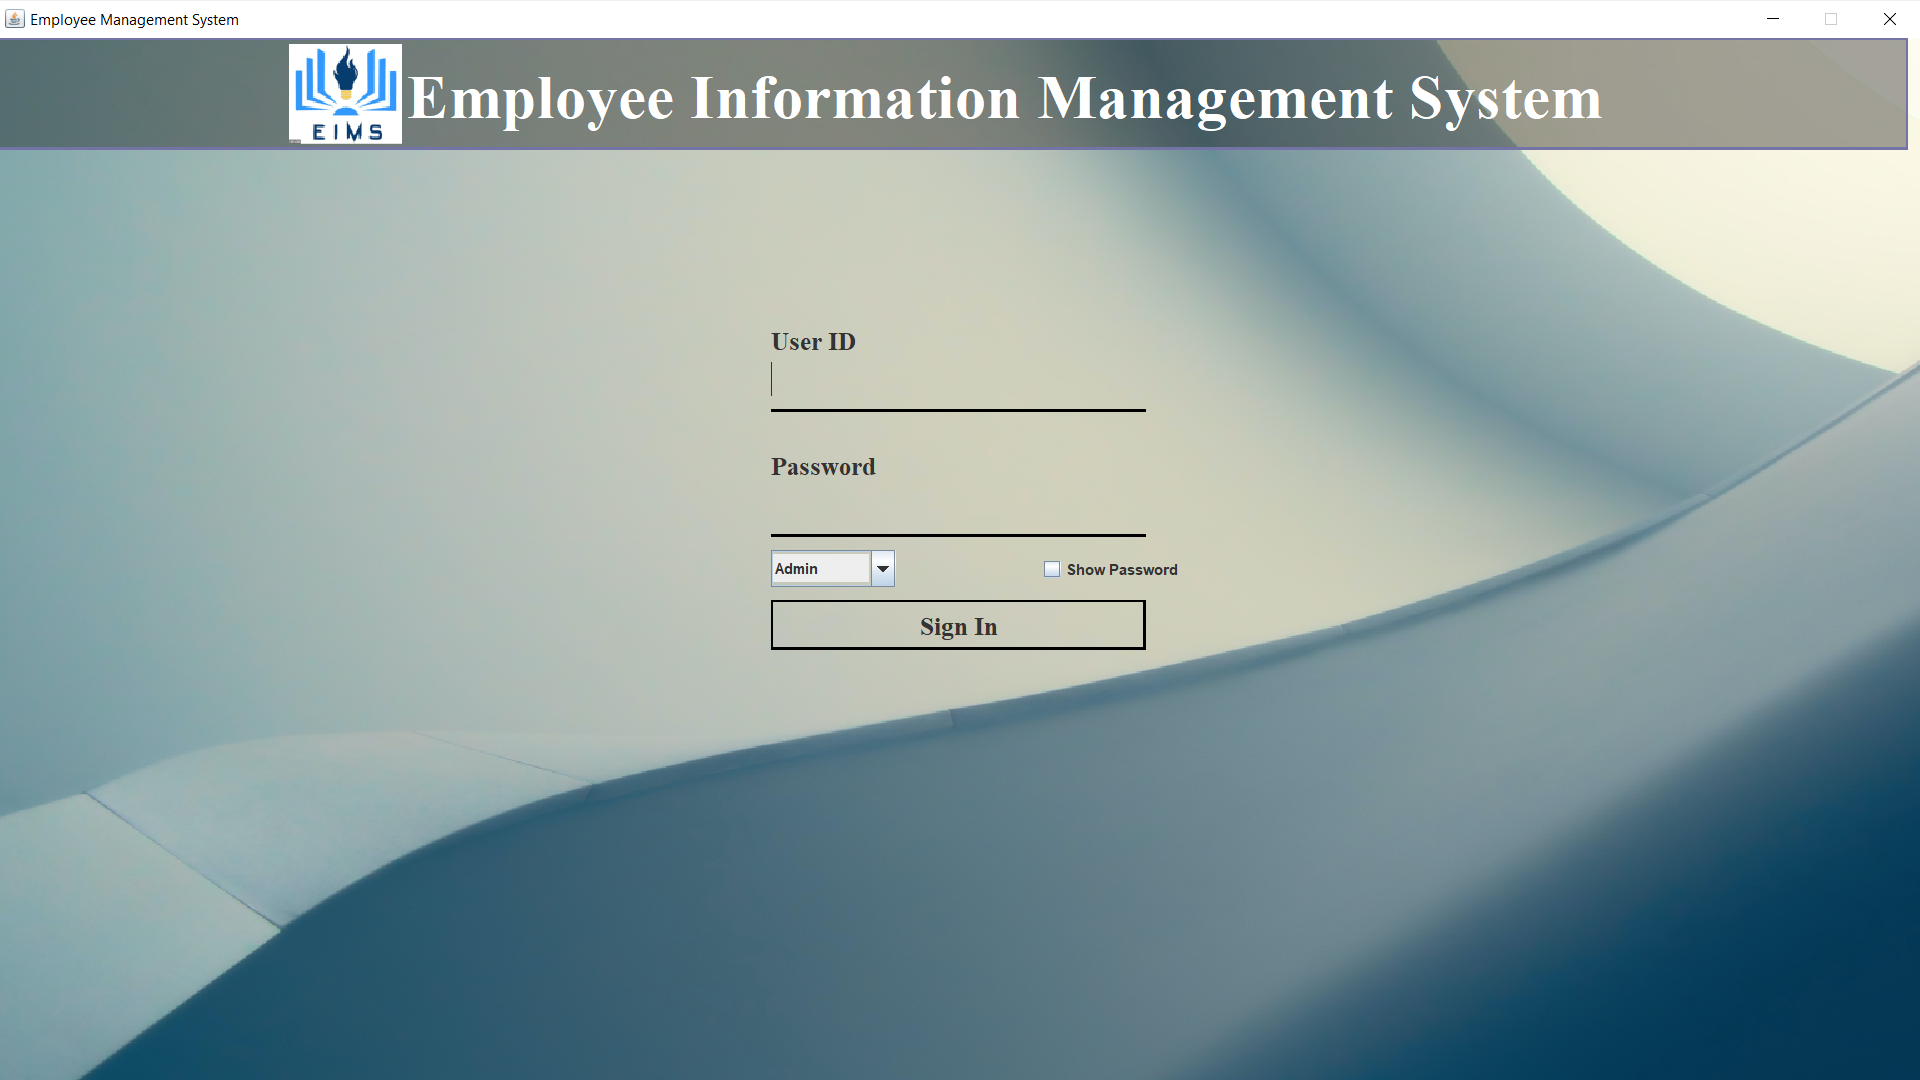 Employee Management System
EIMS
Employee Information Management System
User ID
Password
Admin
Show Password
Sign In